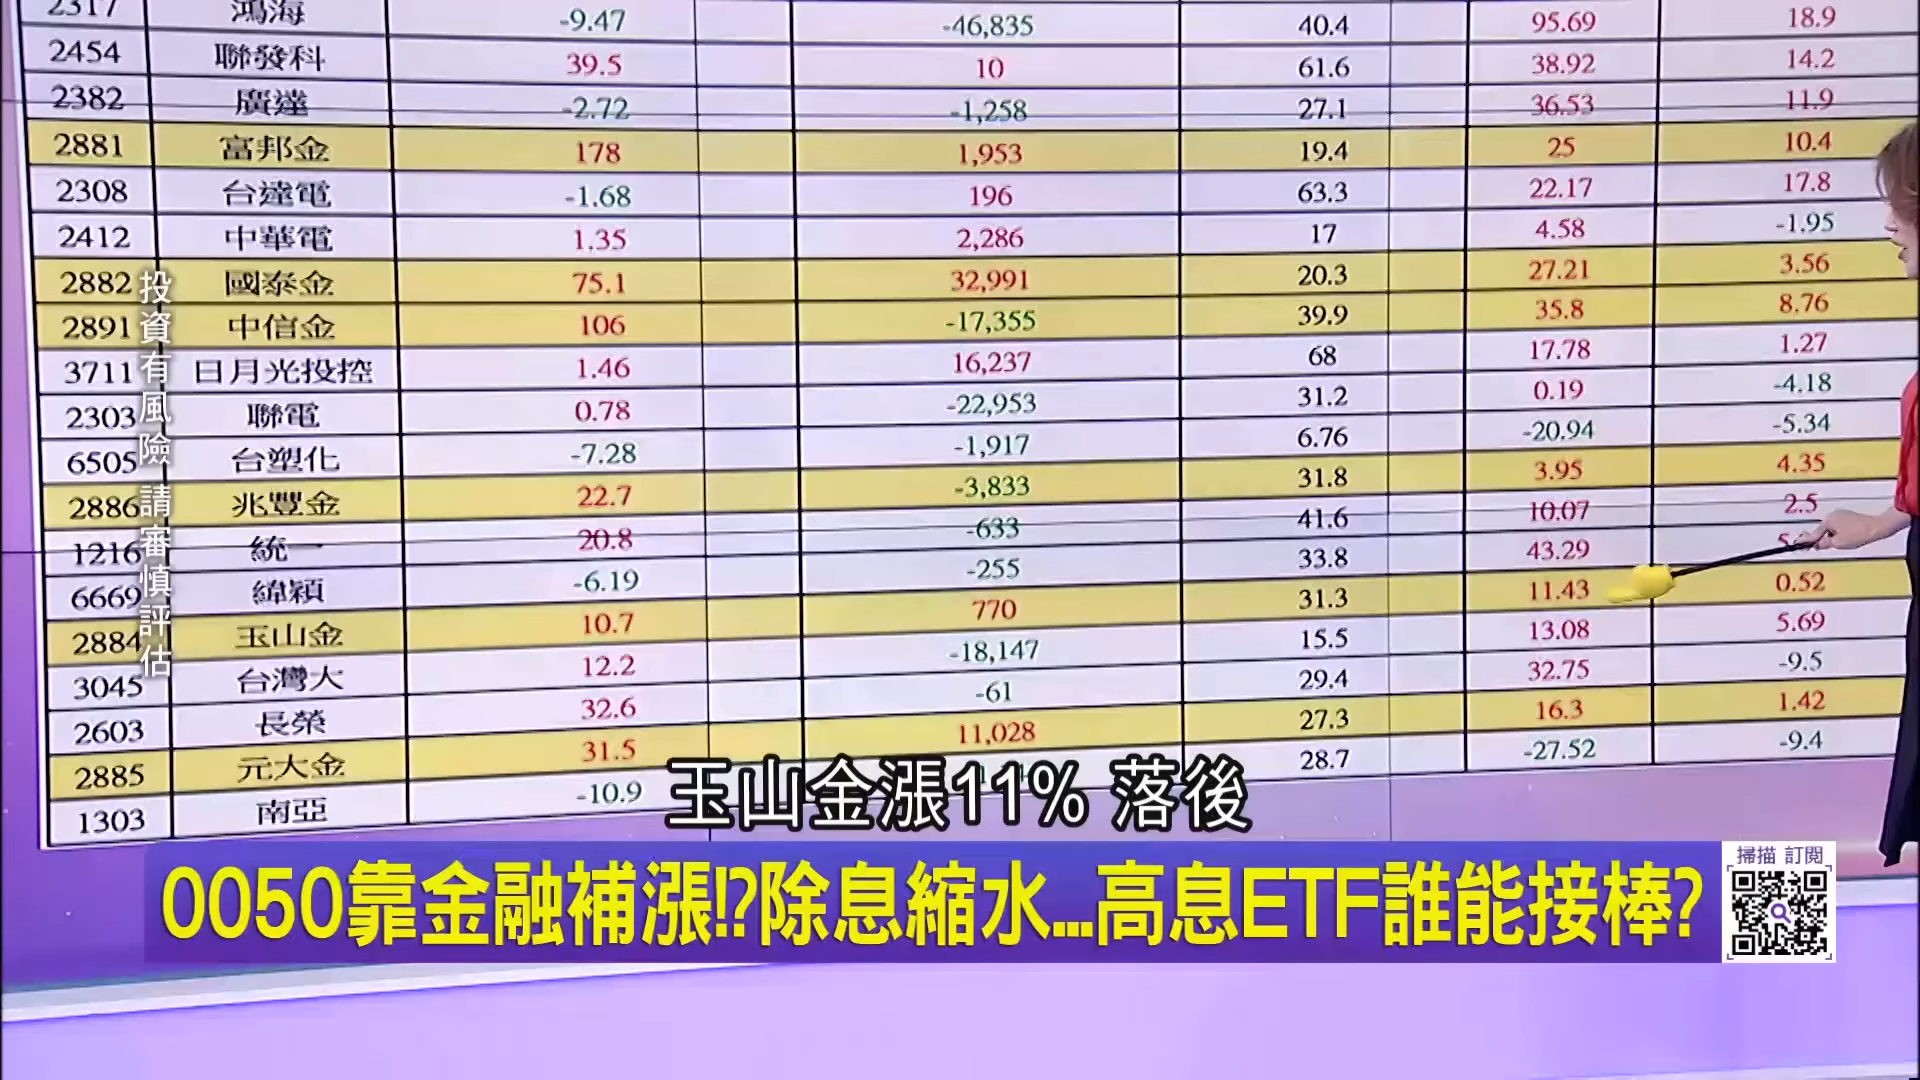 2317 鴻海 -9.47 -46,835 40.4 95.69 18.9
2454 聯發科 39.5 10 61.6 38.92 14.2
2382 廣達 -2.72 -1,258 27.1 36.53 11.9
2881 富邦金 178 1,953 19.4 25 10.4
2308 台達電 -1.68 196 63.3 22.17 17.8
2412 中華電 1.35 2,286 17 4.58 -1.95
2882 國泰金 75.1 32,991 20.3 27.21 3.56
2891 中信金 106 -17,355 39.9 35.8 8.76
3711 日月光投控 1.46 16,237 68 17.78 1.27
2303 聯電 0.78 -22,953 31.2 0.19 -4.18
6505 台塑化 -7.28 -1,917 6.76 -20.94 -5.34
2886 兆豐金 22.7 -3,833 31.8 3.95 4.35
1216 統一 20.8 -633 41.6 10.07 2.5
6669 緯穎 -6.19 -255 33.8 43.29
2884 玉山金 10.7 770 31.3 11.43 0.52
3045 台灣大 12.2 -18,147 15.5 13.08 5.69
2603 長榮 32.6 -61 29.4 32.75 -9.5
2885 元大金 31.5 11,028 27.3 16.3 1.42
1303 南亞 -10.9 28.7 -27.52 -9.4
投資有風險 請審慎評估
玉山金漲11% 落後
0050靠金融補漲!?除息縮水...高息ETF誰能接棒?
掃描 訂閱